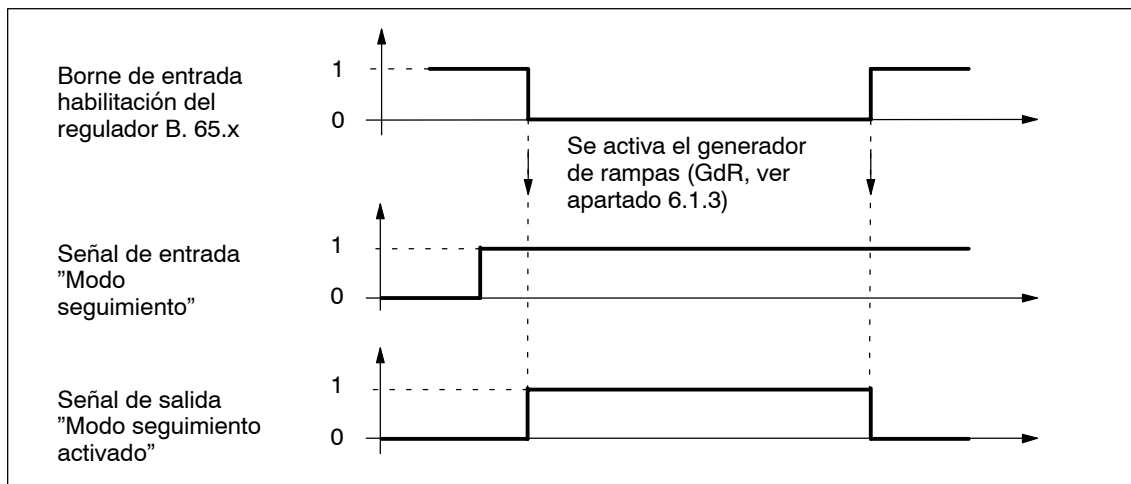 Borne de entrada
habilitación del
regulador B. 65.x
1
0
Se activa el generador
de rampas (GdR, ver
apartado 6.1.3)
Señal de entrada
”Modo
seguimiento”
1
0
Señal de salida
”Modo seguimiento
activado”
1
0